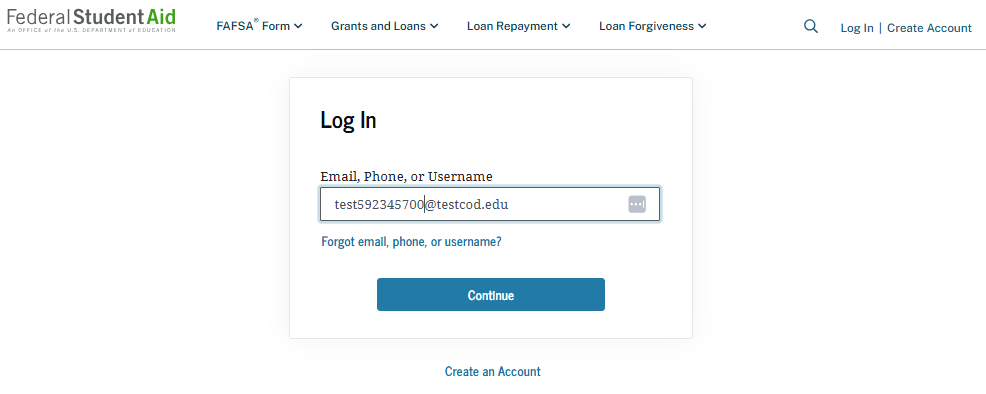 Federal Student Aid
An OFFICE of the U.S. DEPARTMENT of EDUCATION
FAFSA® Form
Grants and Loans
Loan Repayment
Loan Forgiveness
Log In | Create Account
Log In
Email, Phone, or Username
test592345700@testcod.edu
Forgot email, phone, or username?
Continue
Create an Account